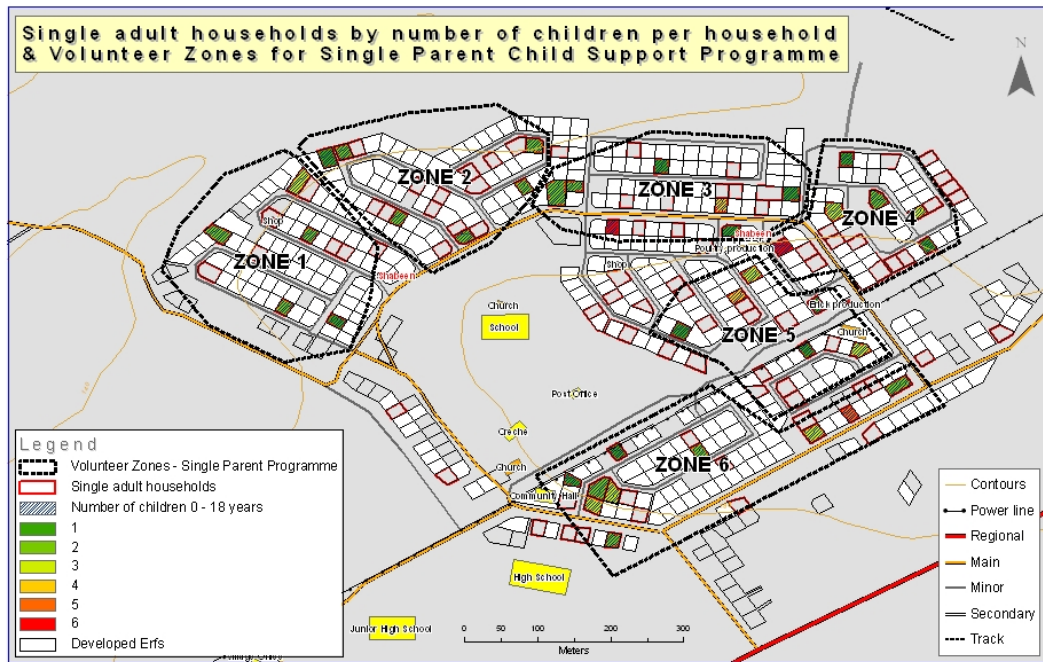 Single adult households by number of children per household
& Volunteer Zones for Single Parent Child Support Programme
N
ZONE 2
ZONE 3
ZONE 4
Shop
Shabeen
Poultry production
ZONE 1
Shabeen
Shop
Church
School
Brick production
ZONE 5
Church
Post Office
Creche
Church
ZONE 6
Community Hall
High School
Junior High School
Legend
Volunteer Zones - Single Parent Programme
Single adult households
Number of children 0 - 18 years
1
2
3
4
5
6
Developed Erfs
0 50 100 200 300
Meters
Contours
Power line
Regional
Main
Minor
Secondary
Track